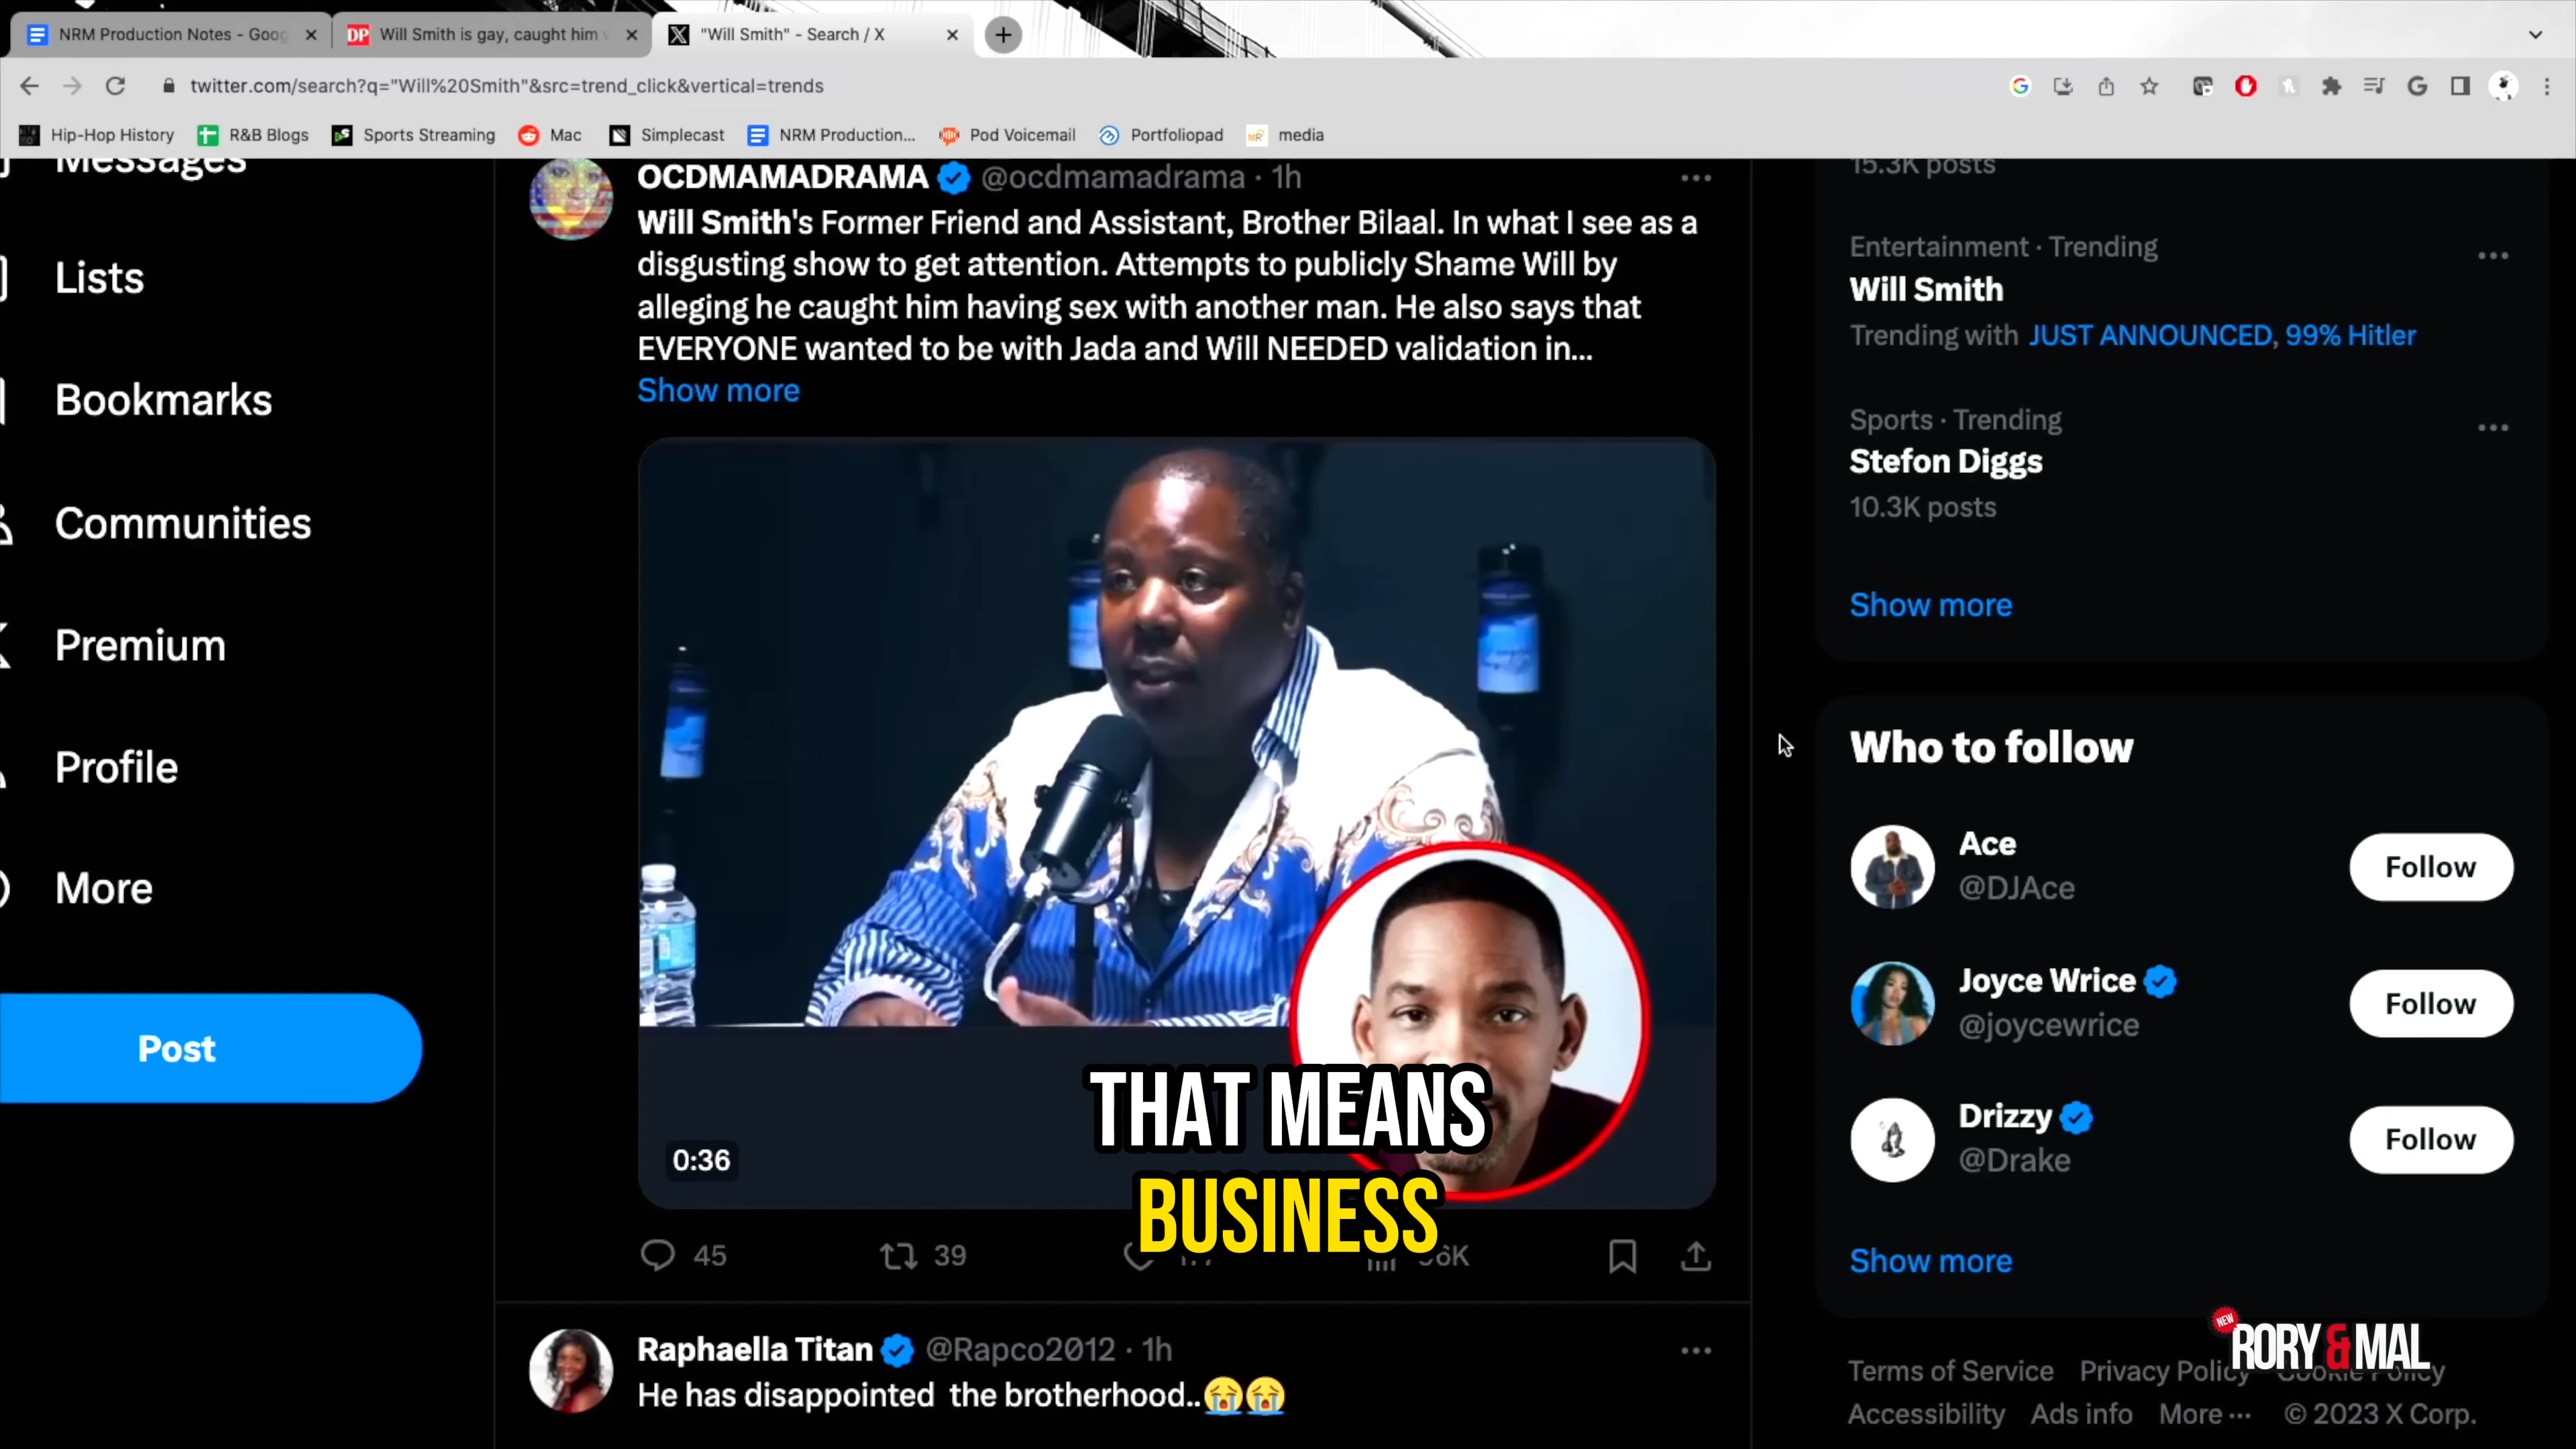 NRM Production Notes - Goog
Will Smith is gay, caught him
"Will Smith" - Search / X
twitter.com/search?q="Will%20Smith"&src=trend_click&vertical=trends
Hip-Hop History
R&B Blogs
Sports Streaming
Mac
Simplecast
NRM Production...
Pod Voicemail
Portfoliopad
media
Messages
Lists
Bookmarks
Communities
Premium
Profile
More
Post
OCDMAMADRAMA @ocdmamadrama · 1h
Will Smith's Former Friend and Assistant, Brother Bilaal. In what I see as a
disgusting show to get attention. Attempts to publicly Shame Will by
alleging he caught him having sex with another man. He also says that
EVERYONE wanted to be with Jada and Will NEEDED validation in...
Show more
0:36
THAT MEANS
BUSINESS
45
39
Raphaella Titan @Rapco2012 · 1h
He has disappointed the brotherhood..😭😭
15.3K posts
Entertainment · Trending
Will Smith
Trending with JUST ANNOUNCED, 99% Hitler
Sports · Trending
Stefon Diggs
10.3K posts
Show more
Who to follow
Ace
@DJAce
Follow
Joyce Wrice
@joycewrice
Follow
Drizzy
@Drake
Follow
Show more
NEW
RORY & MAL
Terms of Service Privacy Policy Cookie Policy
Accessibility Ads info More ··· © 2023 X Corp.